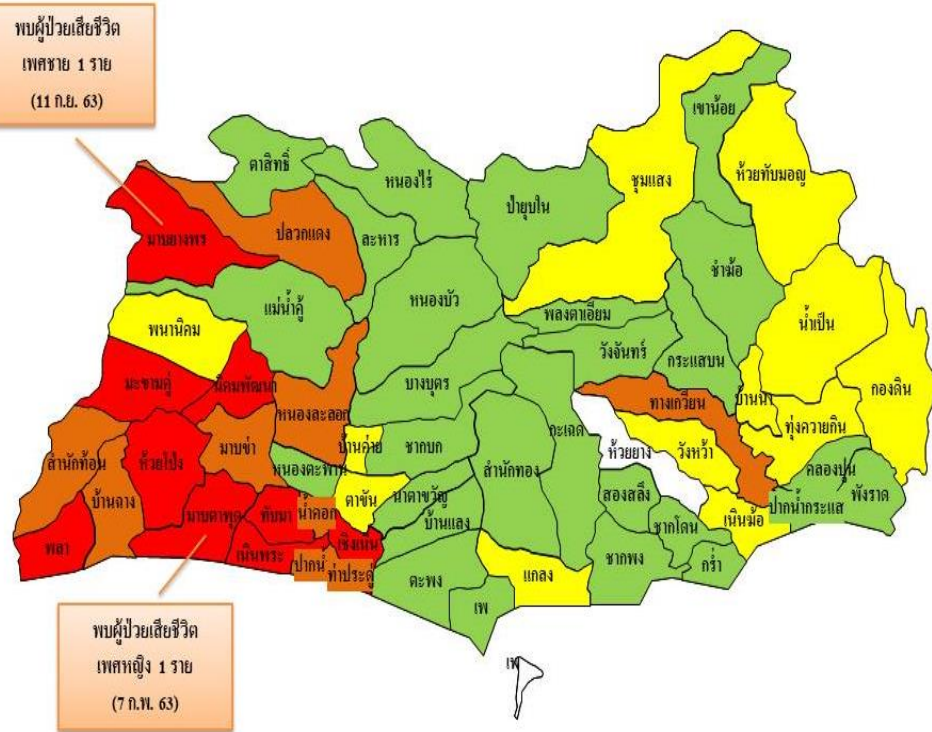 พบผู้ป่วยเสียชีวิต
เพศชาย 1 ราย
(11 ก.ย. 63)
เขาน้อย
ตาสิทธิ์
หนองไร่
ชุมแสง
ห้วยทับมอญ
ป่ายุบใน
มาบยางพร
ปลวกแดง
ละหาร
ชำฆ้อ
แม่น้ำคู้
หนองบัว
พนานิคม
พลงตาเอี่ยม
น้ำเป็น
วังจันทร์
กระแสบน
มะขามคู่
นิคมพัฒนา
บางบุตร
บ้านนา
กองดิน
ทางเกวียน
หนองละลอก
ทุ่งควายกิน
กะเฉด
สำนักท้อน
ห้วยโป่ง
มาบข่า
บ้านค่าย
ชากบก
ห้วยยาง
วังหว้า
หนองตะพาน
สำนักทอง
คลองปูน
บ้านฉาง
ตาขัน
นาตาขวัญ
สองสลึง
ปากน้ำกระแส
พังราด
มาบตาพุด
ทับมา
น้ำคอก
บ้านแลง
เนินฆ้อ
ชากโดน
พลา
เนินพระ
เชิงเนิน
ปากน้
ท่าประดู่
ตะพง
แกลง
ชากพง
กร่ำ
เพ
พบผู้ป่วยเสียชีวิต
เพศหญิง 1 ราย
(7 ก.พ. 63)
เพ